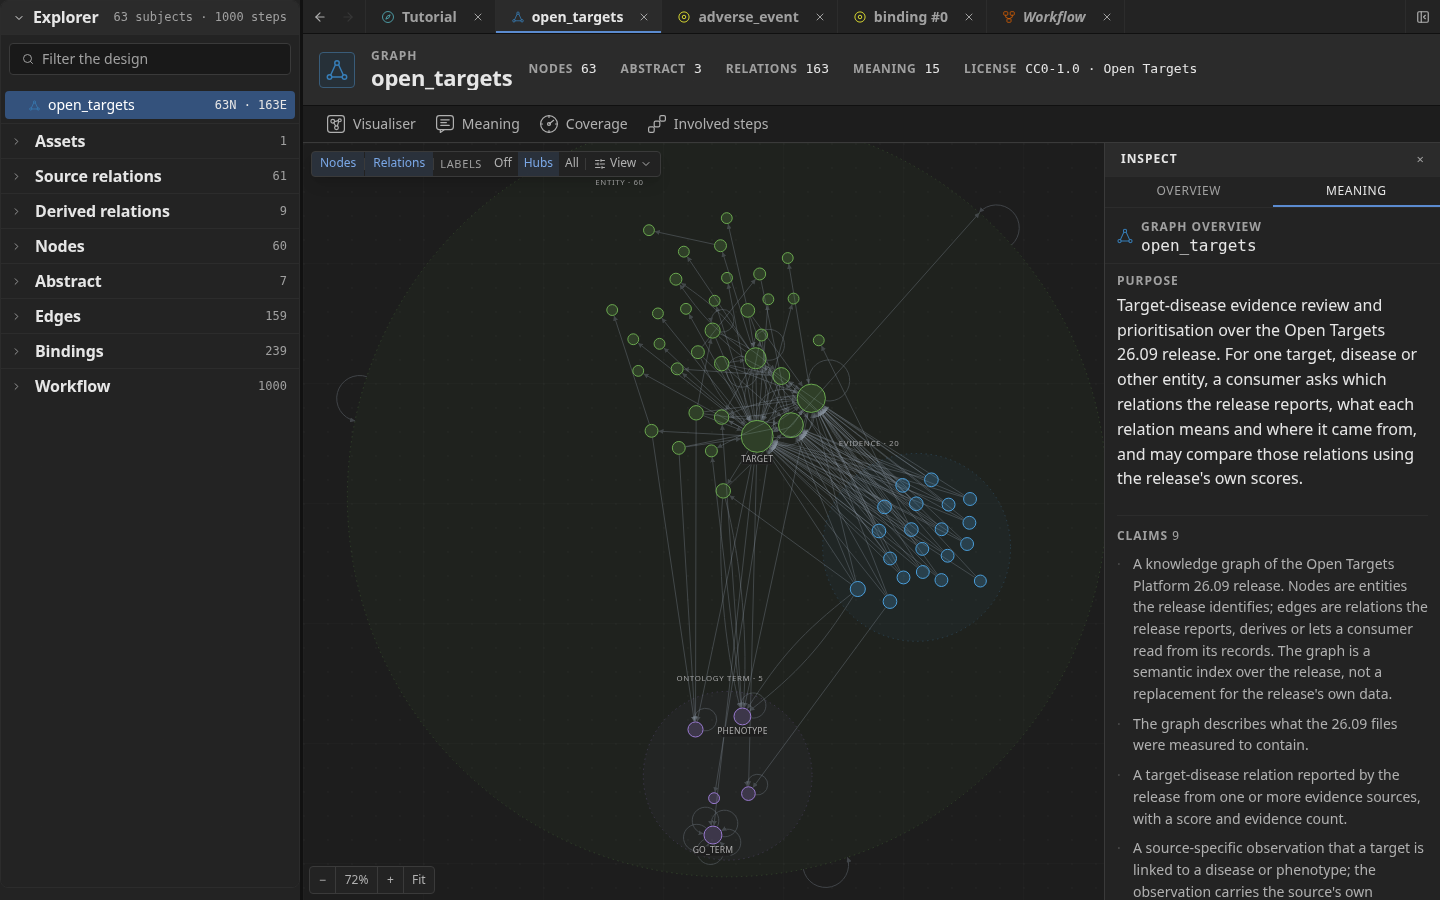 Explorer 63 subjects · 1000 steps
Filter the design
open_targets 63N · 163E
Assets 1
Source relations 61
Derived relations 9
Nodes 60
Abstract 7
Edges 159
Bindings 239
Workflow 1000
Tutorial
open_targets
adverse_event
binding #0
Workflow
GRAPH
open_targets
NODES 63 ABSTRACT 3 RELATIONS 163 MEANING 15 LICENSE CC0-1.0 · Open Targets
Visualiser Meaning Coverage Involved steps
Nodes Relations LABELS Off Hubs All View
ENTITY · 60
TARGET
EVIDENCE · 20
ONTOLOGY TERM · 5
PHENOTYPE
GO_TERM
− 72% + Fit
INSPECT ×
OVERVIEW MEANING
GRAPH OVERVIEW
open_targets
PURPOSE
Target-disease evidence review and
prioritisation over the Open Targets
26.09 release. For one target, disease or
other entity, a consumer asks which
relations the release reports, what each
relation means and where it came from,
and may compare those relations using
the release's own scores.
CLAIMS 9
· A knowledge graph of the Open Targets
Platform 26.09 release. Nodes are entities
the release identifies; edges are relations the
release reports, derives or lets a consumer
read from its records. The graph is a
semantic index over the release, not a
replacement for the release's own data.
· The graph describes what the 26.09 files
were measured to contain.
· A target-disease relation reported by the
release from one or more evidence sources,
with a score and evidence count.
· A source-specific observation that a target is
linked to a disease or phenotype; the
observation carries the source's own